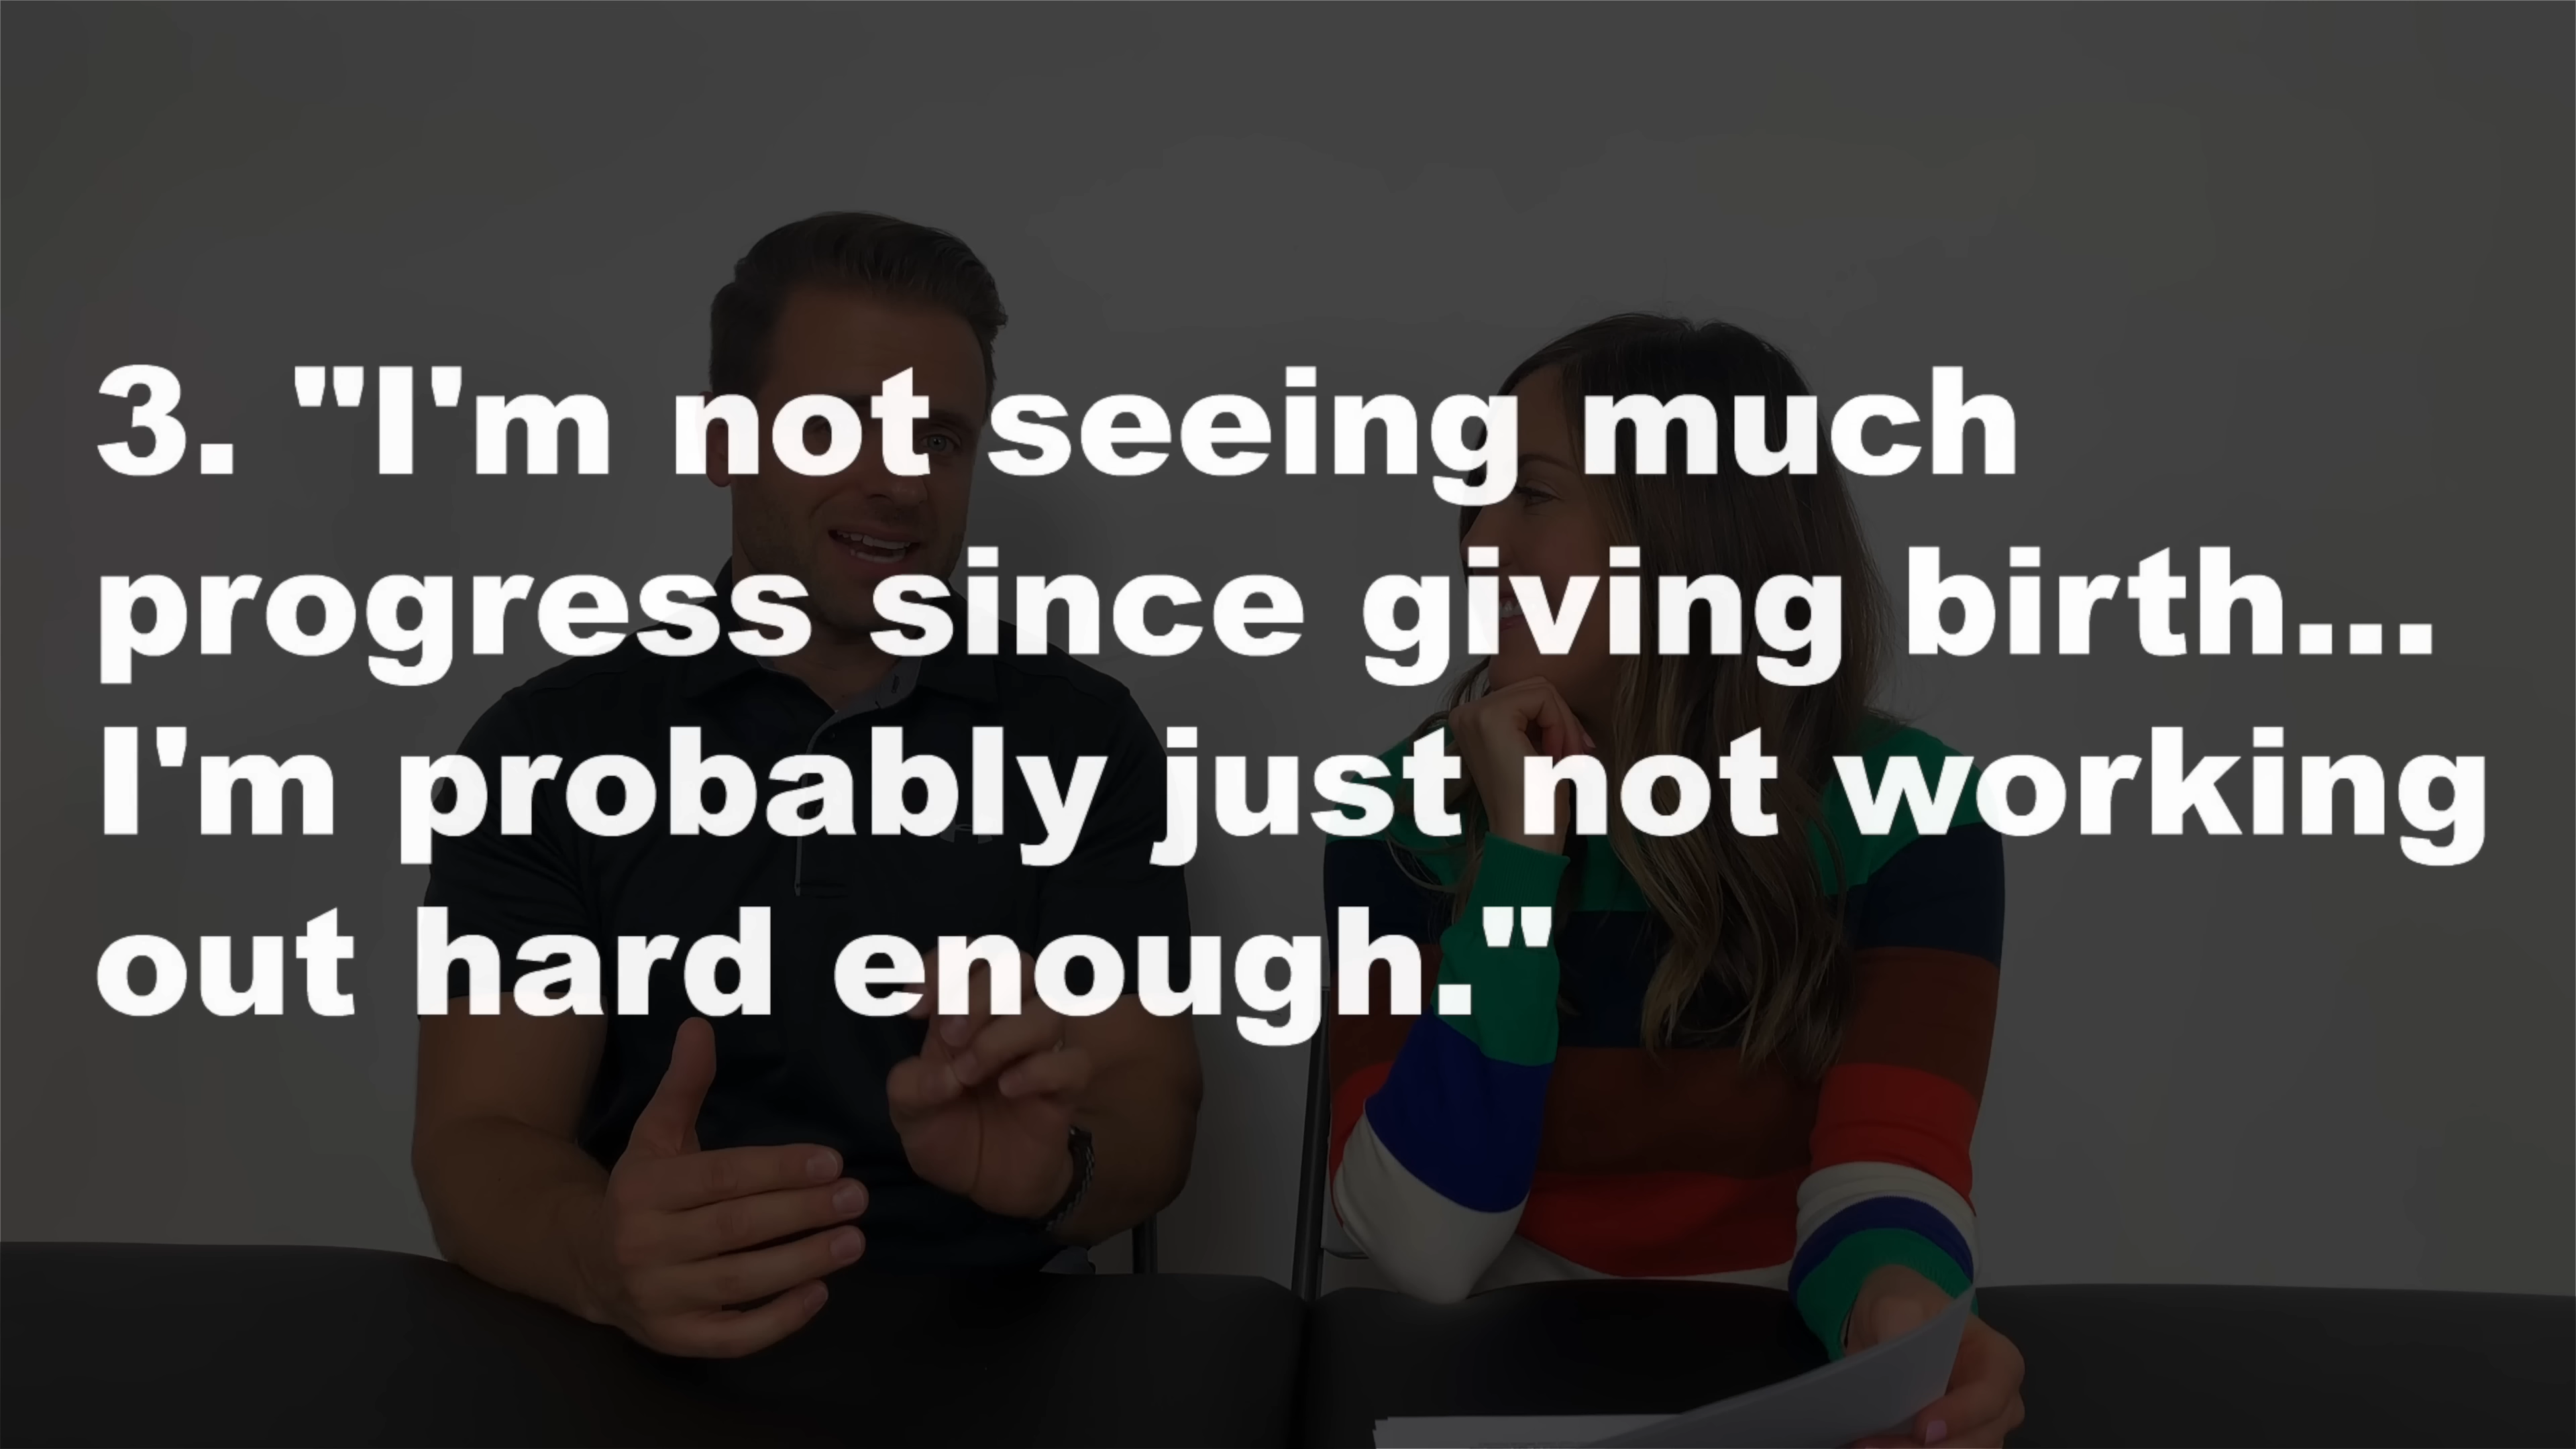 3. "I'm not seeing much
progress since giving birth...
I'm probably just not working
out hard enough."